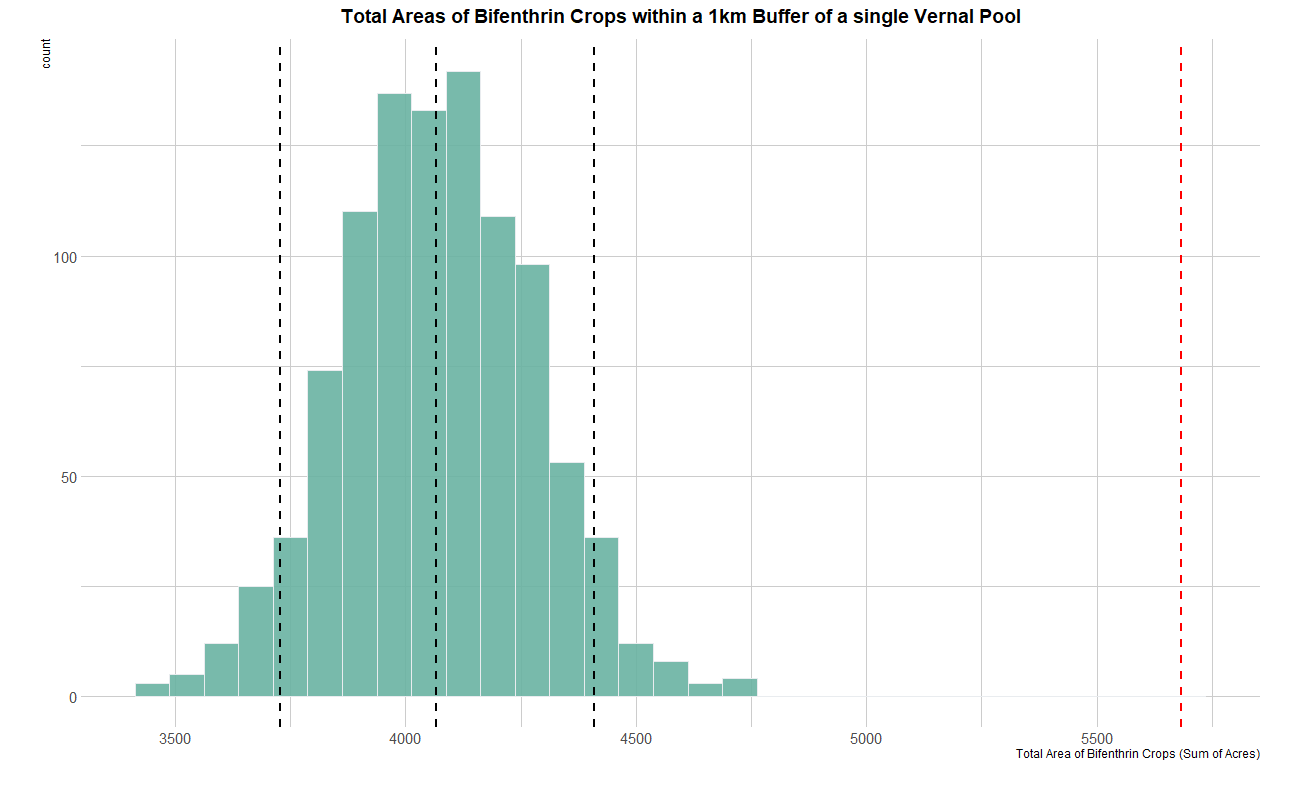 Total Areas of Bifenthrin Crops within a 1km Buffer of a single Vernal Pool
count
100
50
0
3500 4000 4500 5000 5500
Total Area of Bifenthrin Crops (Sum of Acres)